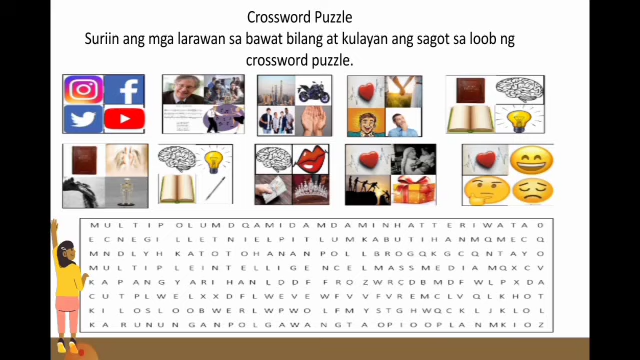 Crossword Puzzle
Suriin ang mga larawan sa bawat bilang at kulayan ang sagot sa loob ng
crossword puzzle.
M U L T I P O L U M D Q A M I D A M D A M I N H A T T E R I W A T A D
E C N E G I L L E T N I E L P I T L U M K A B U T I H A N M Q M E C Q
M N D L Y H K A T O T O H A N A N P O L L B R O G Q K G C Q N T A Y O
M U L T I P L E I N T E L L I G E N C E L M A S S M E D I A M Q X C V
K A P A N G Y A R I H A N L D D F F R O Z W R C D B M D F W L P X D A
C U T P L W E L X X D F L W E V E W F V V F V R E M C L V Q L K H O T
K I L O S L O O B W E R L W P W O L F M Y S T G H W Q C K L J K L O L
K A R U N U N G A N P O L G A W A N G T A O P I O O P L A N M K I O Z